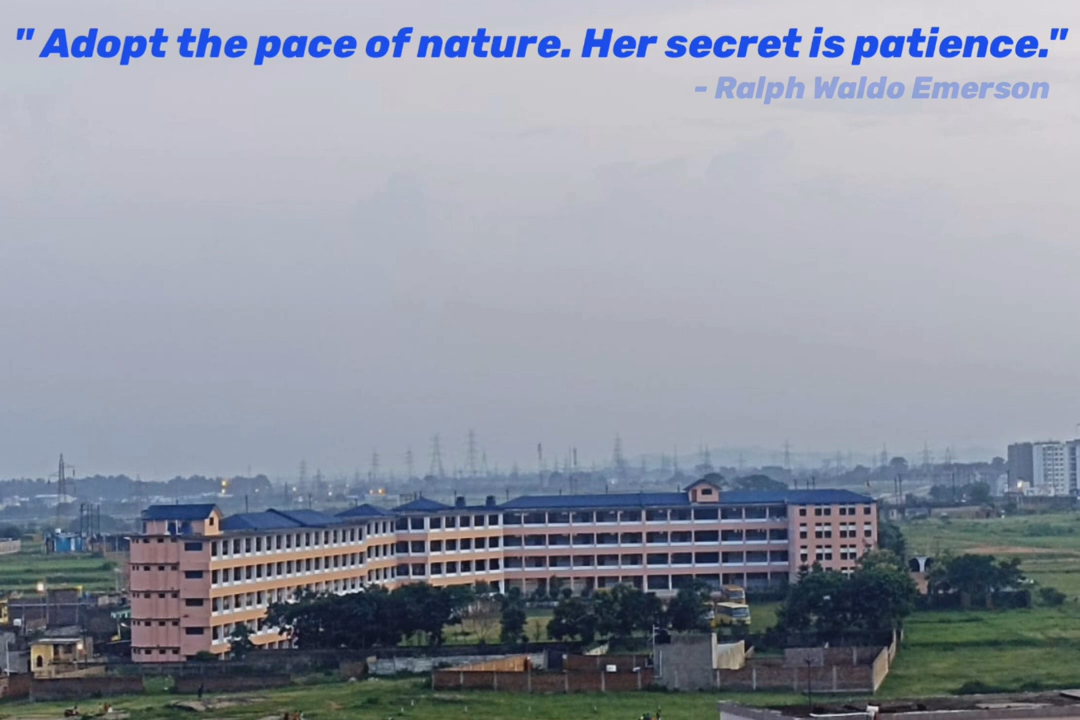 " Adopt the pace of nature. Her secret is patience."
- Ralph Waldo Emerson